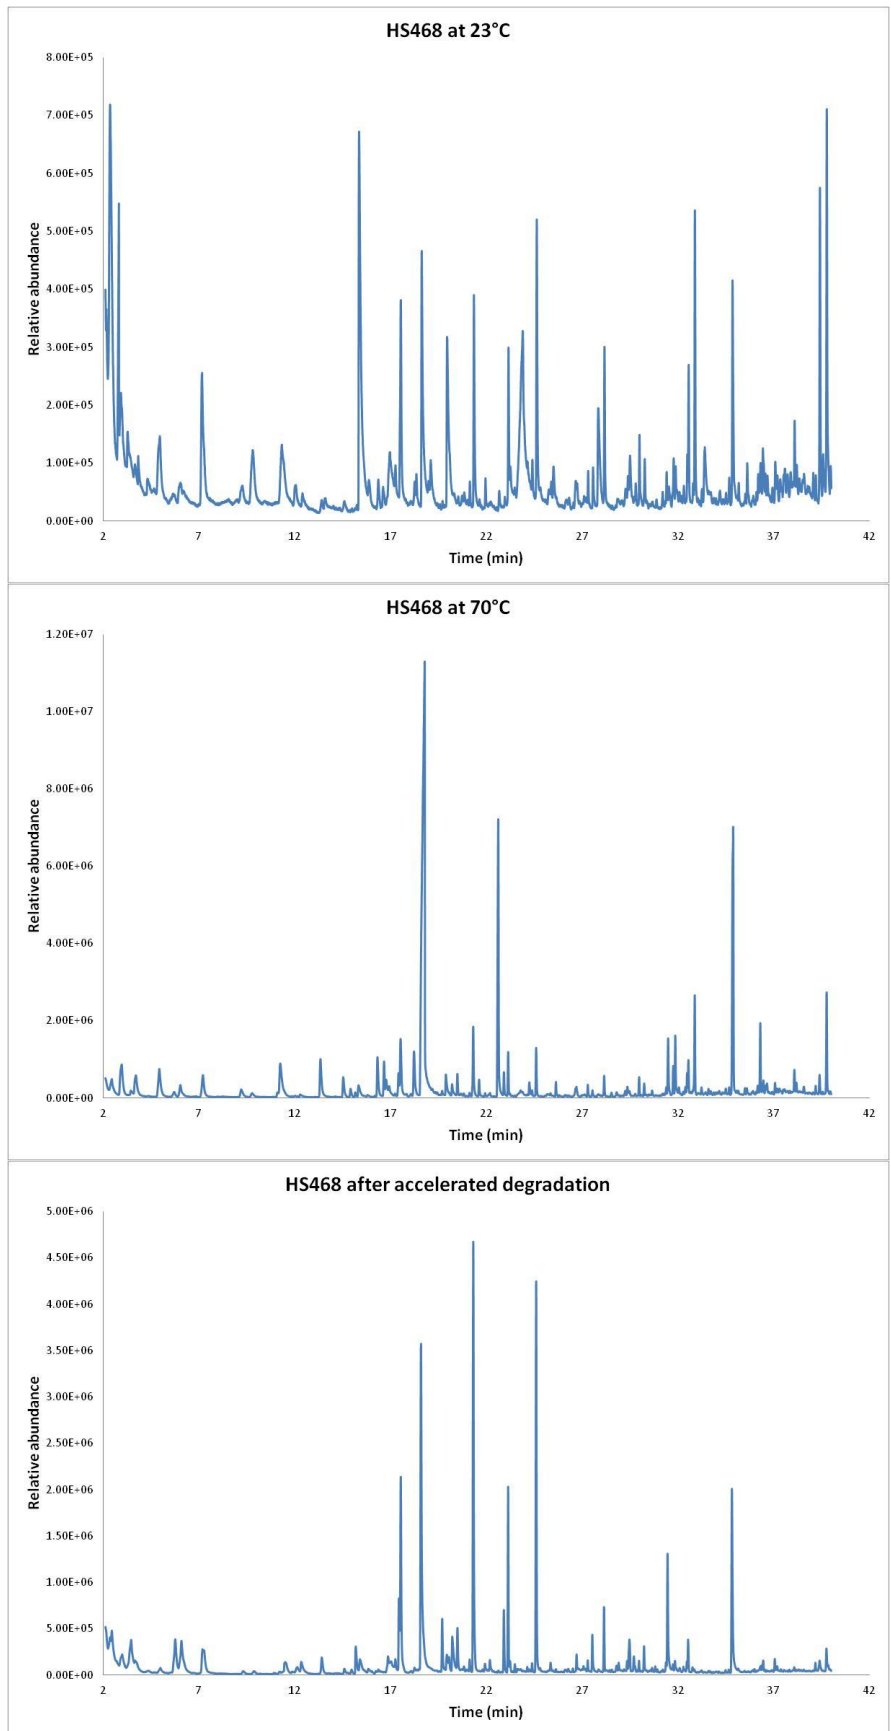 HS468 at 23°C
8.00E+05
7.00E+05
6.00E+05
5.00E+05
4.00E+05
3.00E+05
2.00E+05
1.00E+05
0.00E+00
Relative abundance
2 7 12 17 22 27 32 37 42
Time (min)
HS468 at 70°C
1.20E+07
1.00E+07
8.00E+06
6.00E+06
4.00E+06
2.00E+06
0.00E+00
Relative abundance
2 7 12 17 22 27 32 37 42
Time (min)
HS468 after accelerated degradation
5.00E+06
4.50E+06
4.00E+06
3.50E+06
3.00E+06
2.50E+06
2.00E+06
1.50E+06
1.00E+06
5.00E+05
0.00E+00
Relative abundance
2 7 12 17 22 27 32 37 42
Time (min)